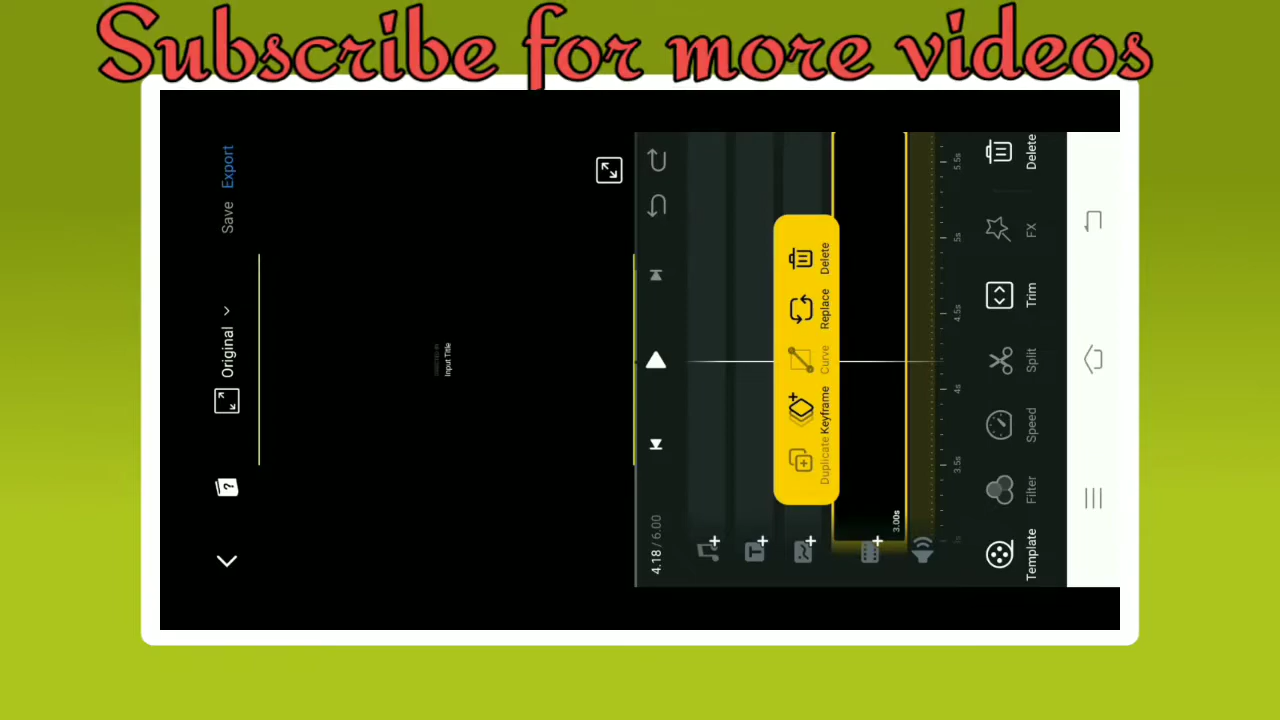 Subscribe for more videos
Original
Save
Export
Input Title
4.18 / 6.00
Duplicate
Keyframe
Curve
Replace
Delete
3.00s
3s
3.5s
4s
4.5s
5s
5.5s
Template
Filter
Speed
Split
Trim
FX
Delete